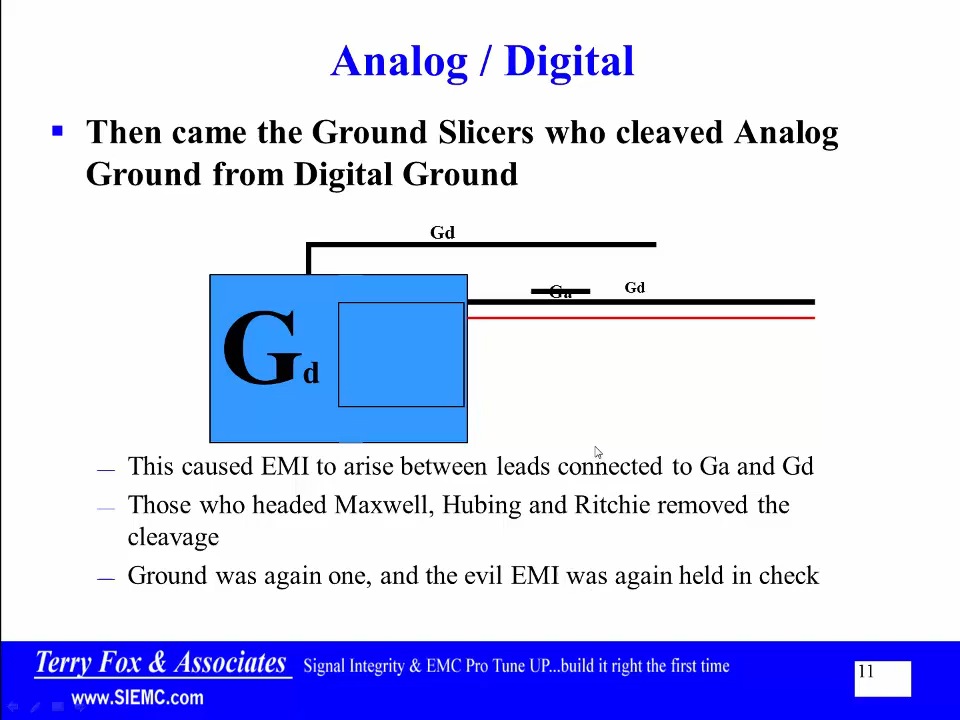 Analog / Digital
Then came the Ground Slicers who cleaved Analog
Ground from Digital Ground
Gd
Ga
Gd
Gd
This caused EMI to arise between leads connected to Ga and Gd
Those who headed Maxwell, Hubing and Ritchie removed the
cleavage
Ground was again one, and the evil EMI was again held in check
Terry Fox & Associates Signal Integrity & EMC Pro Tune UP...build it right the first time
www.SIEMC.com
11